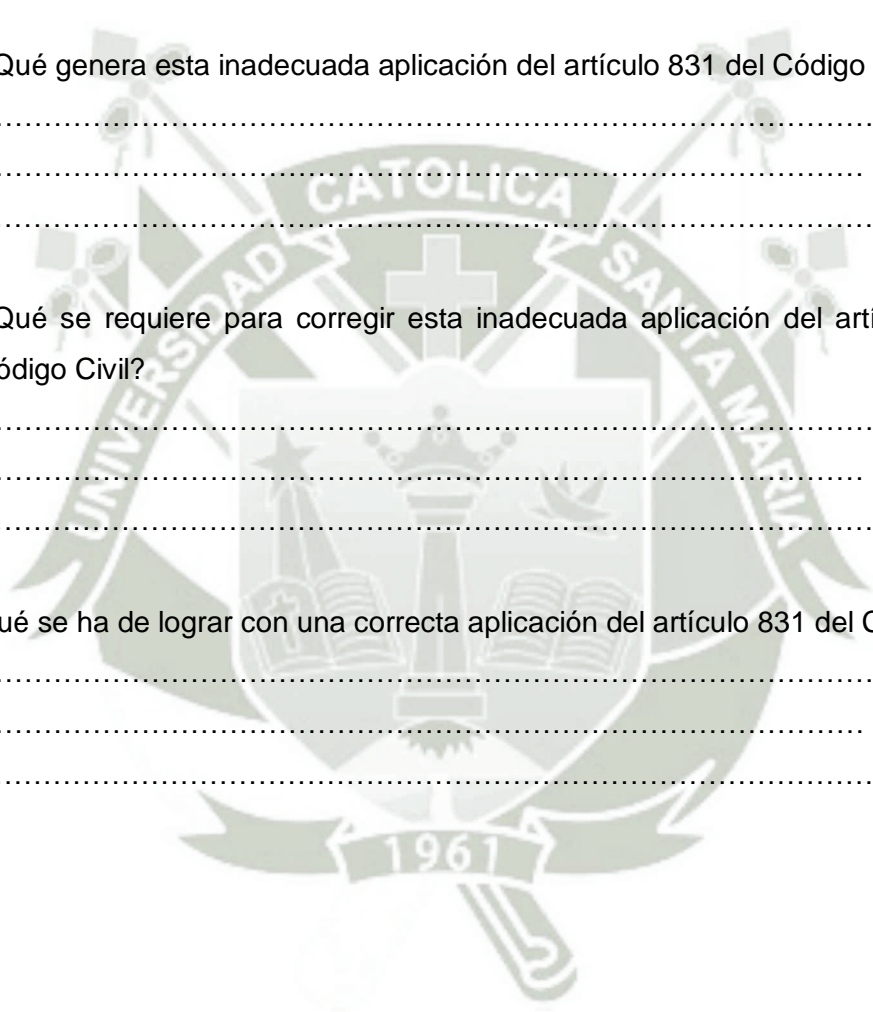 Qué genera esta inadecuada aplicación del artículo 831 del Código
……………………………………………………………………
……………………………………………………………………
……………………………………………………………………
Qué se requiere para corregir esta inadecuada aplicación del artí
ódigo Civil?
……………………………………………………………………
……………………………………………………………………
……………………………………………………………………
ué se ha de lograr con una correcta aplicación del artículo 831 del C
……………………………………………………………………
……………………………………………………………………
……………………………………………………………………
UNIVERSIDAD CATOLICA SANTA MARIA
1961